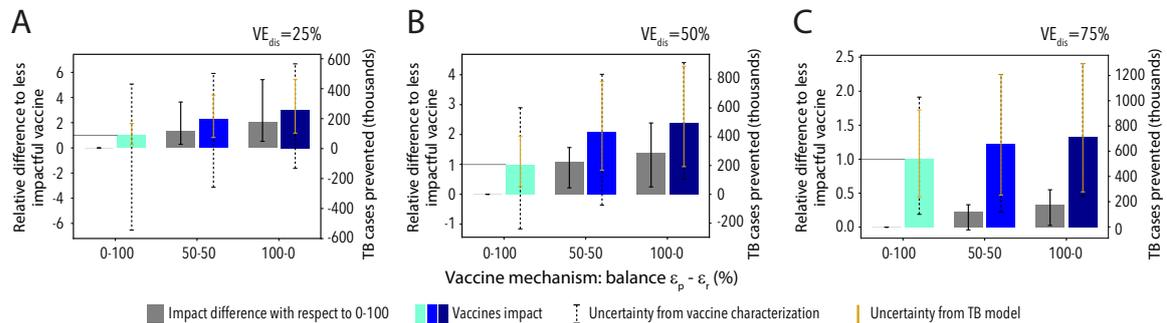 A
VE_dis=25%
Relative difference to less
impactful vaccine
6
4
2
0
-2
-4
-6
600
400
200
0
-200
-400
-600
TB cases prevented (thousands)
0-100
50-50
100-0
B
VE_dis=50%
Relative difference to less
impactful vaccine
4
3
2
1
0
-1
800
600
400
200
0
-200
TB cases prevented (thousands)
0-100
50-50
100-0
C
VE_dis=75%
Relative difference to less
impactful vaccine
2.5
2.0
1.5
1.0
0.5
0.0
1200
1000
800
600
400
200
0
TB cases prevented (thousands)
0-100
50-50
100-0
Vaccine mechanism: balance ε_p - ε_r (%)
Impact difference with respect to 0-100
Vaccines impact
Uncertainty from vaccine characterization
Uncertainty from TB model